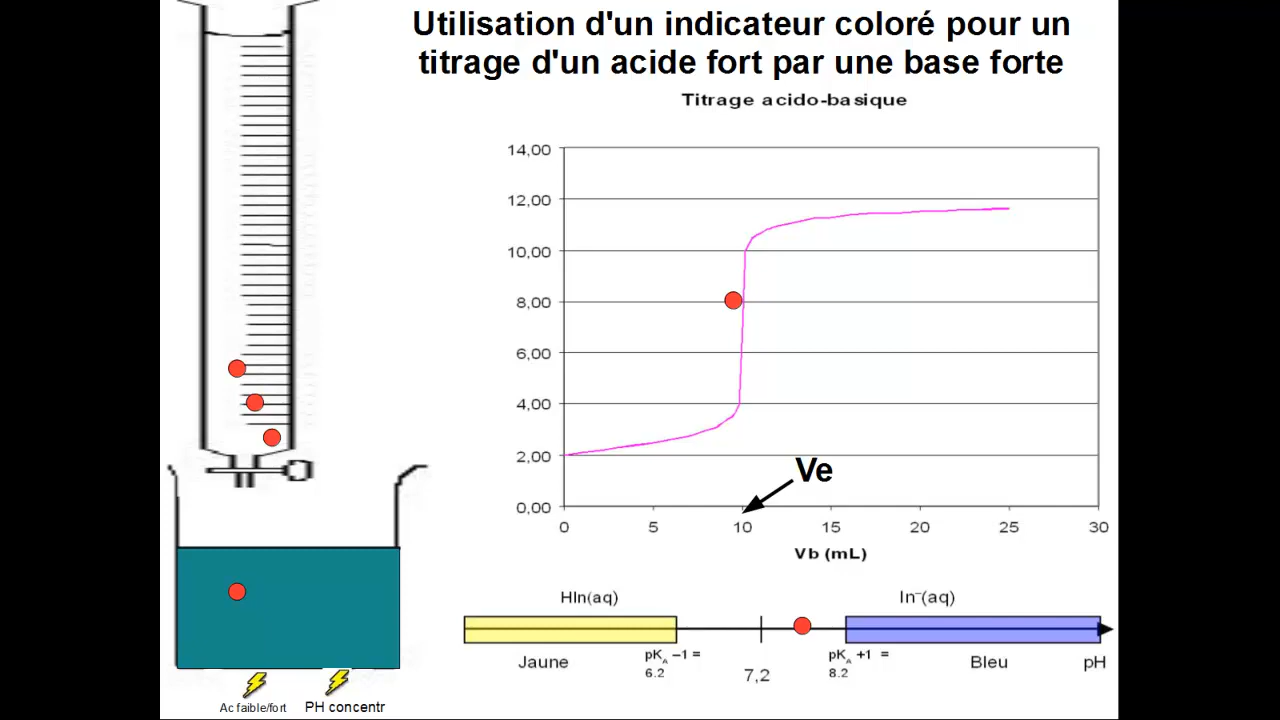 Utilisation d'un indicateur coloré pour un
titrage d'un acide fort par une base forte
Titrage acido-basique
14,00
12,00
10,00
8,00
6,00
4,00
2,00
0,00
Ve
0 5 10 15 20 25 30
Vb (mL)
HIn(aq) In⁻(aq)
Jaune
pKA –1 =
6.2
7,2
pKA +1 =
8.2
Bleu
pH
Ac faible/fort PH concentr